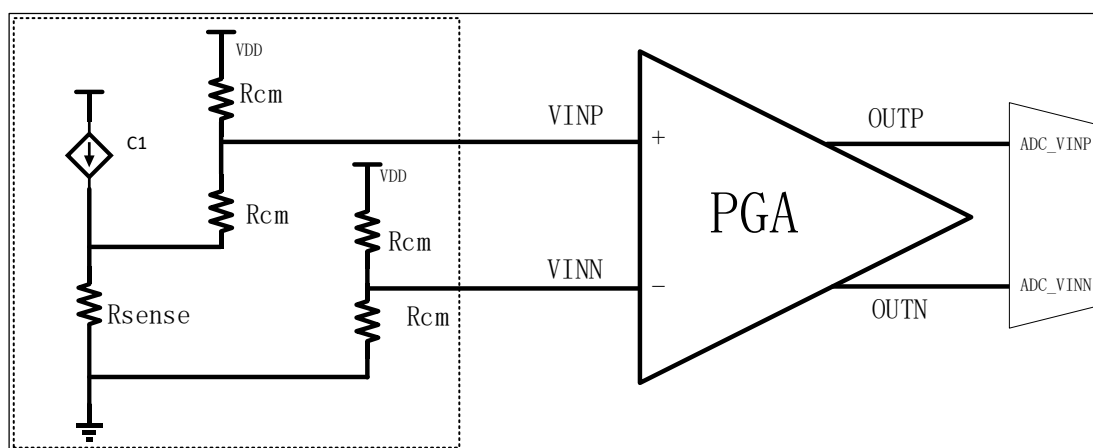 VDD
Rcm
C1
VINP
OUTP
ADC_VINP
+
VDD
Rcm
PGA
Rcm
VINN
−
ADC_VINN
Rsense
Rcm
OUTN